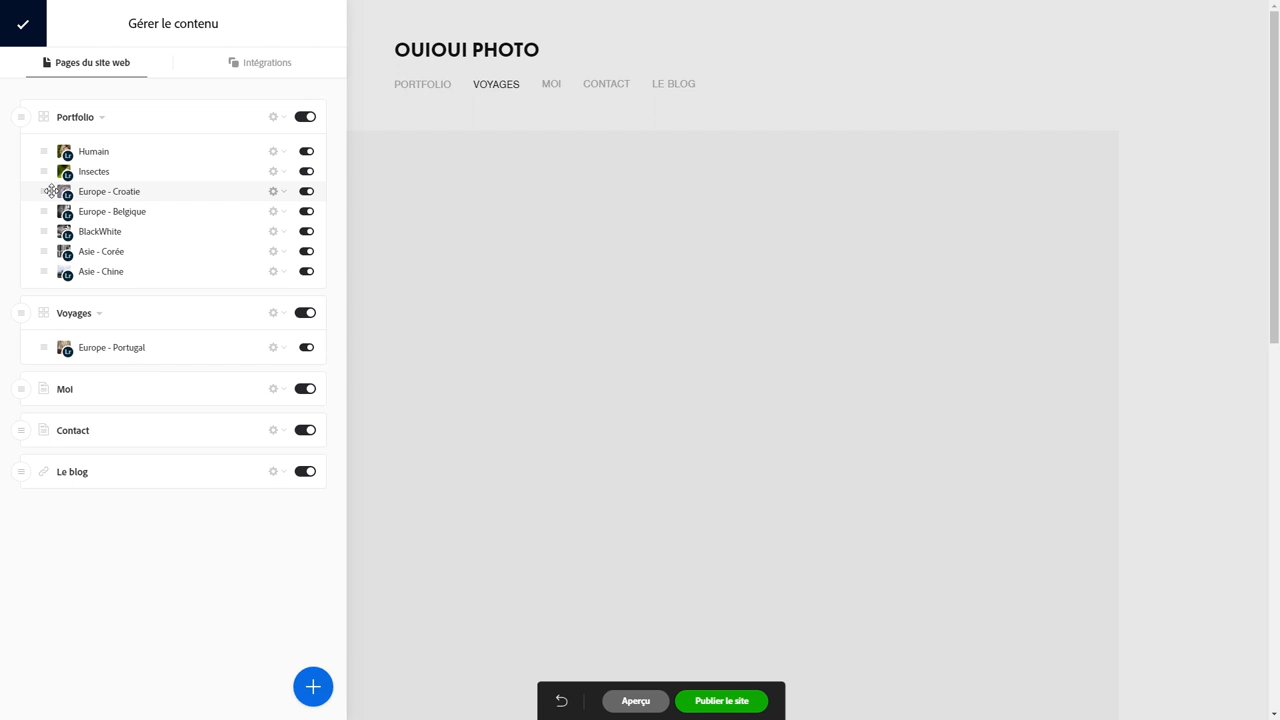 Gérer le contenu
Pages du site web
Intégrations
Portfolio
Humain
Insectes
Europe - Croatie
Europe - Belgique
BlackWhite
Asie - Corée
Asie - Chine
Voyages
Europe - Portugal
Moi
Contact
Le blog
OUIOUI PHOTO
PORTFOLIO VOYAGES MOI CONTACT LE BLOG
Aperçu Publier le site